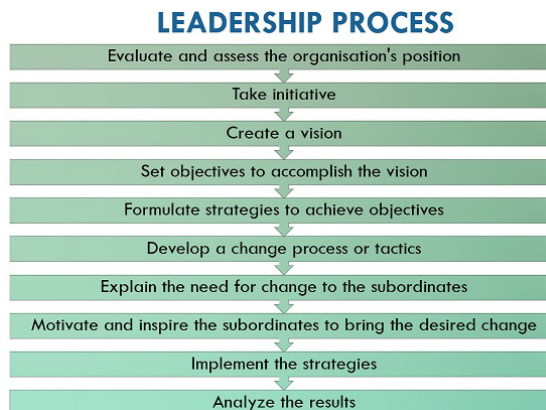 LEADERSHIP PROCESS
Evaluate and assess the organisation's position
Take initiative
Create a vision
Set objectives to accomplish the vision
Formulate strategies to achieve objectives
Develop a change process or tactics
Explain the need for change to the subordinates
Motivate and inspire the subordinates to bring the desired change
Implement the strategies
Analyze the results